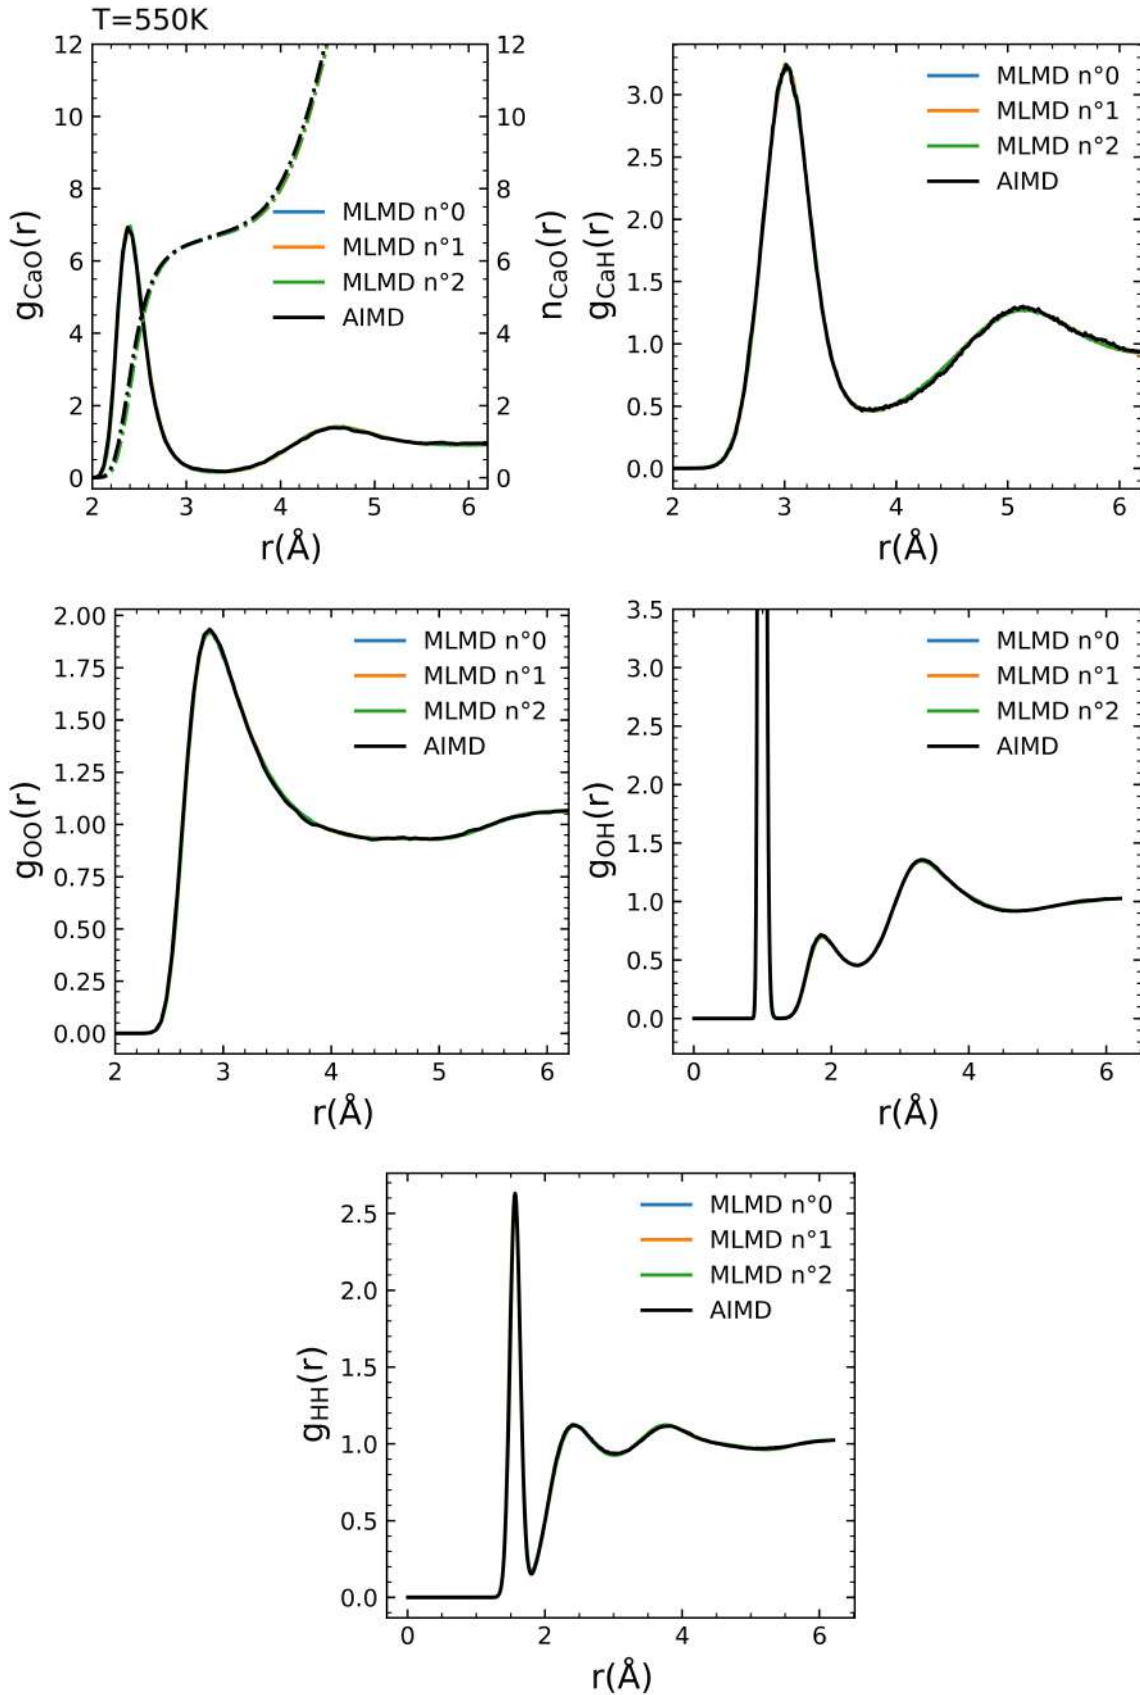 T=550K
12
10
8
6
4
2
0
g_CaO(r)
MLMD n°0
MLMD n°1
MLMD n°2
AIMD
12
10
8
6
4
2
0
n_CaO(r)
2 3 4 5 6
r(Å)
3.0
2.5
2.0
1.5
1.0
0.5
0.0
g_CaH(r)
MLMD n°0
MLMD n°1
MLMD n°2
AIMD
2 3 4 5 6
r(Å)
2.00
1.75
1.50
1.25
1.00
0.75
0.50
0.25
0.00
g_OO(r)
MLMD n°0
MLMD n°1
MLMD n°2
AIMD
2 3 4 5 6
r(Å)
3.5
3.0
2.5
2.0
1.5
1.0
0.5
0.0
g_OH(r)
MLMD n°0
MLMD n°1
MLMD n°2
AIMD
0 2 4 6
r(Å)
2.5
2.0
1.5
1.0
0.5
0.0
g_HH(r)
MLMD n°0
MLMD n°1
MLMD n°2
AIMD
0 2 4 6
r(Å)